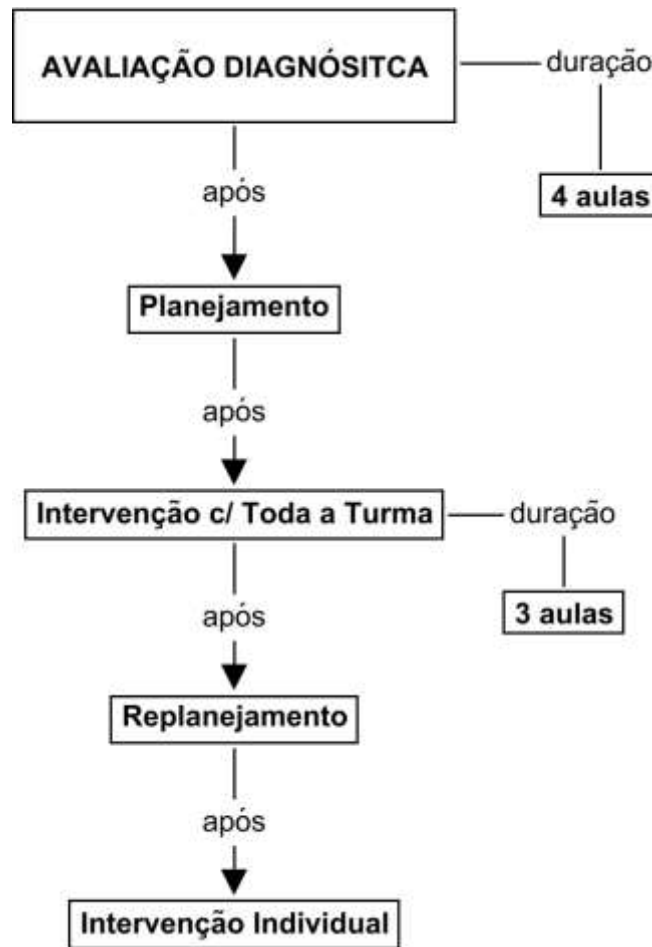 AVALIAÇÃO DIAGNÓSITCA
duração
4 aulas
após
Planejamento
após
Intervenção c/ Toda a Turma
duração
3 aulas
após
Replanejamento
após
Intervenção Individual